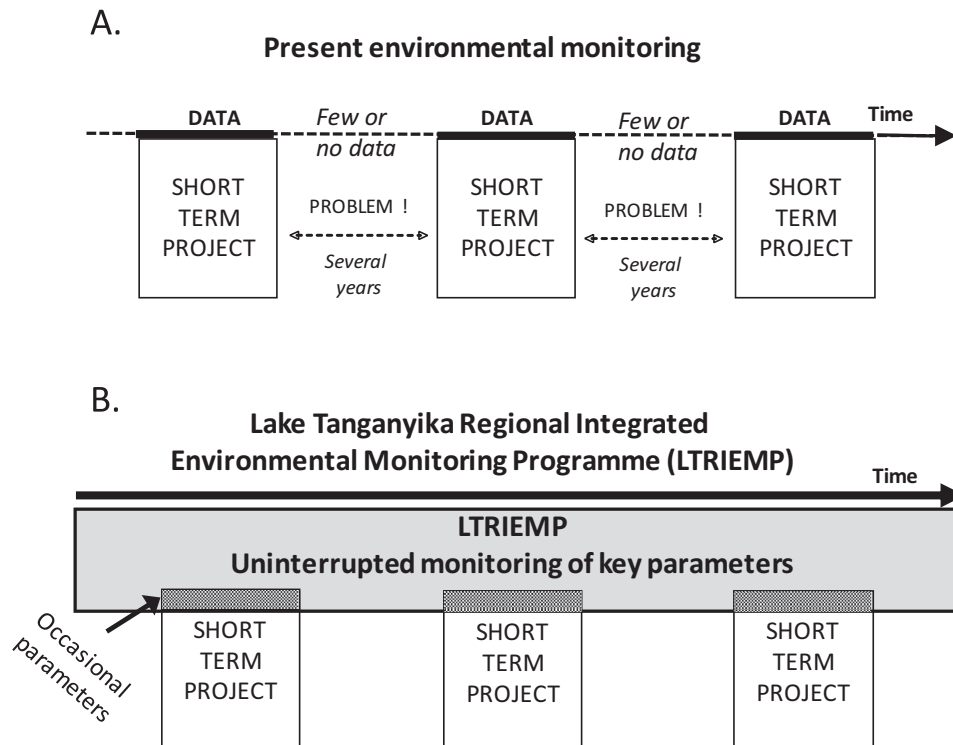 A.
Present environmental monitoring
DATA
Few or
no data
DATA
Few or
no data
DATA
Time
SHORT
TERM
PROJECT
PROBLEM !
Several
years
SHORT
TERM
PROJECT
PROBLEM !
Several
years
SHORT
TERM
PROJECT
B.
Lake Tanganyika Regional Integrated
Environmental Monitoring Programme (LTRIEMP)
Time
LTRIEMP
Uninterrupted monitoring of key parameters
Occasional
parameters
SHORT
TERM
PROJECT
SHORT
TERM
PROJECT
SHORT
TERM
PROJECT